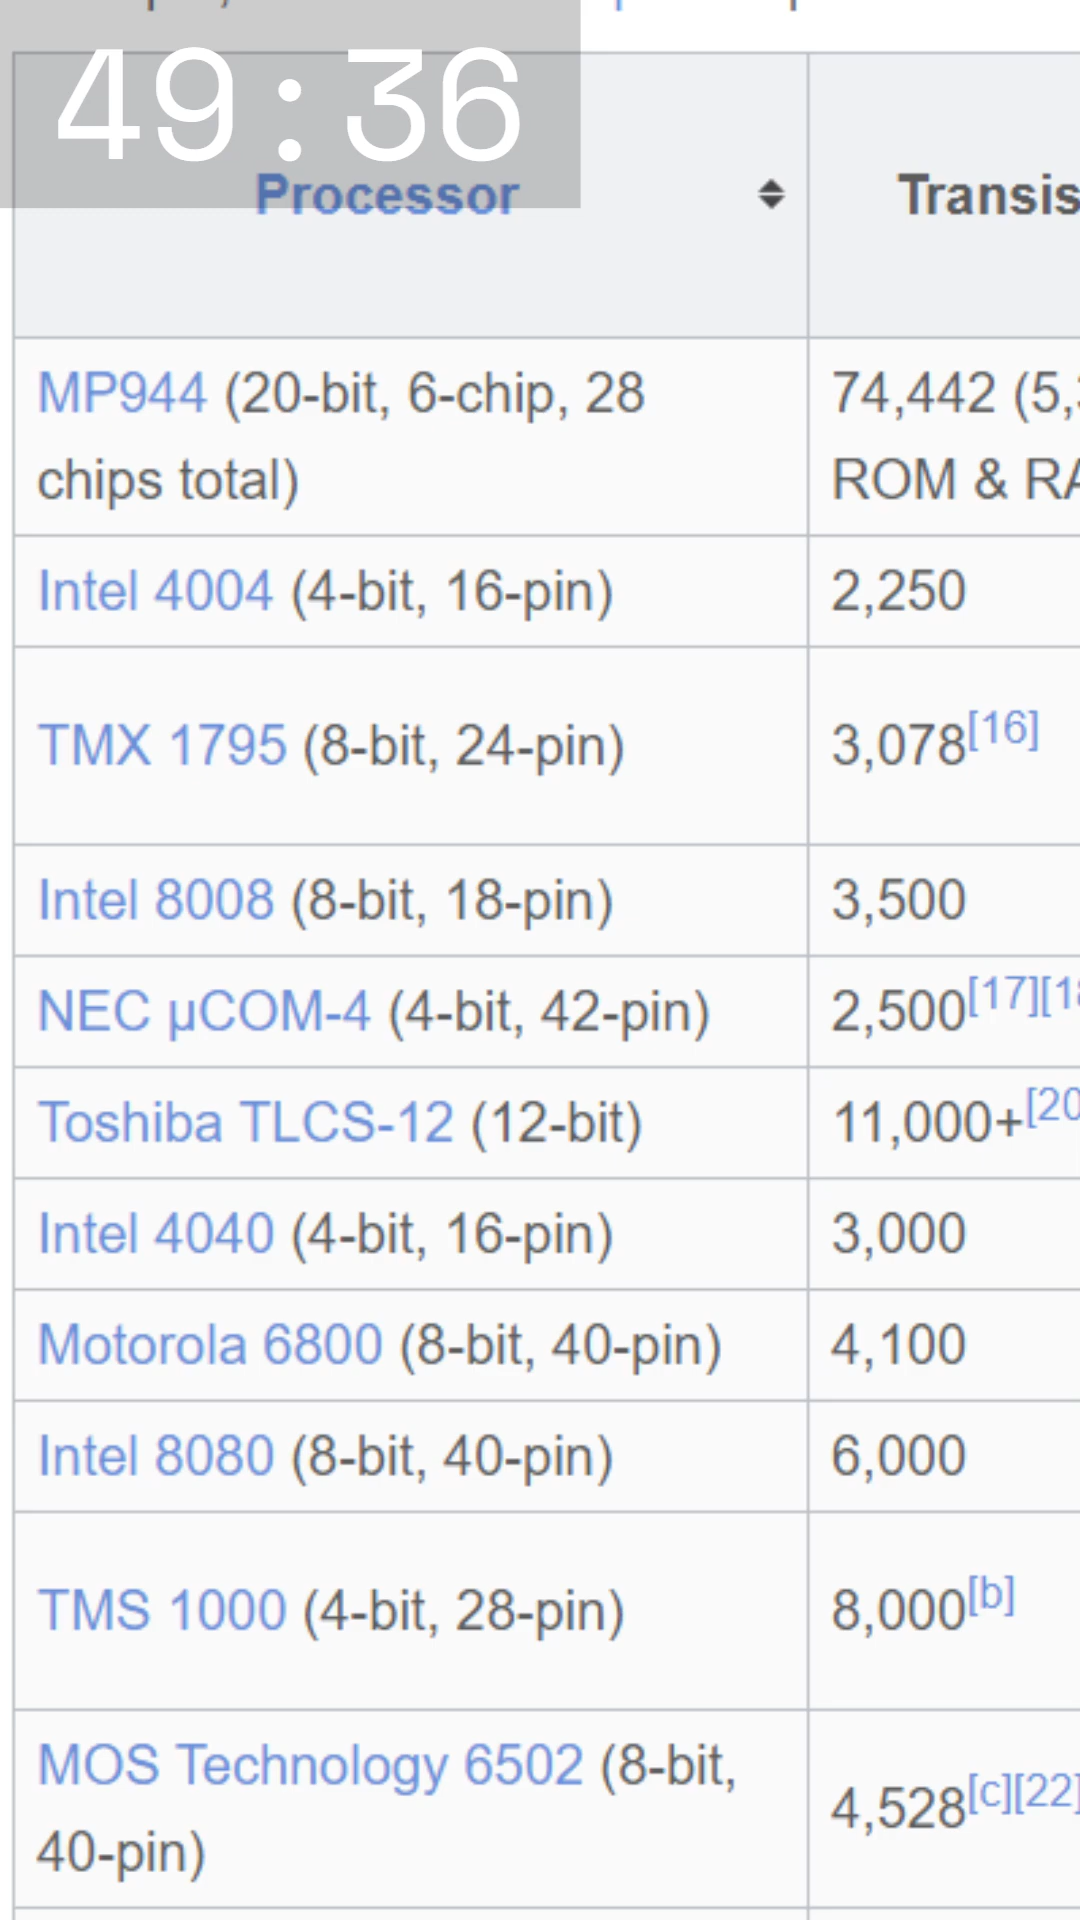 49:36
Processor Transis
MP944 (20-bit, 6-chip, 28 74,442 (5,
chips total) ROM & RA
Intel 4004 (4-bit, 16-pin) 2,250
TMX 1795 (8-bit, 24-pin) 3,078[16]
Intel 8008 (8-bit, 18-pin) 3,500
NEC μCOM-4 (4-bit, 42-pin) 2,500[17][18
Toshiba TLCS-12 (12-bit) 11,000+[20
Intel 4040 (4-bit, 16-pin) 3,000
Motorola 6800 (8-bit, 40-pin) 4,100
Intel 8080 (8-bit, 40-pin) 6,000
TMS 1000 (4-bit, 28-pin) 8,000[b]
MOS Technology 6502 (8-bit, 4,528[c][22]
40-pin)